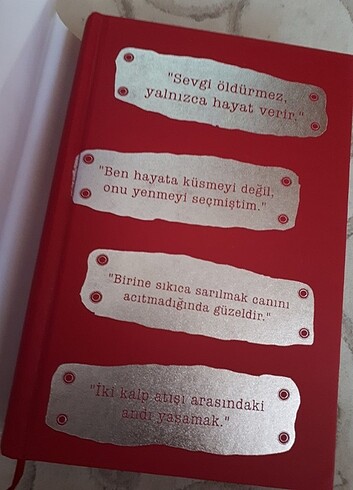 "Sevgi öldürmez,
yalnızca hayat verir."
"Ben hayata küsmeyi değil,
onu yenmeyi seçmiştim."
"Birine sıkıca sarılmak canını
acıtmadığında güzeldir."
"İki kalp atışı arasındaki
andı yaşamak."